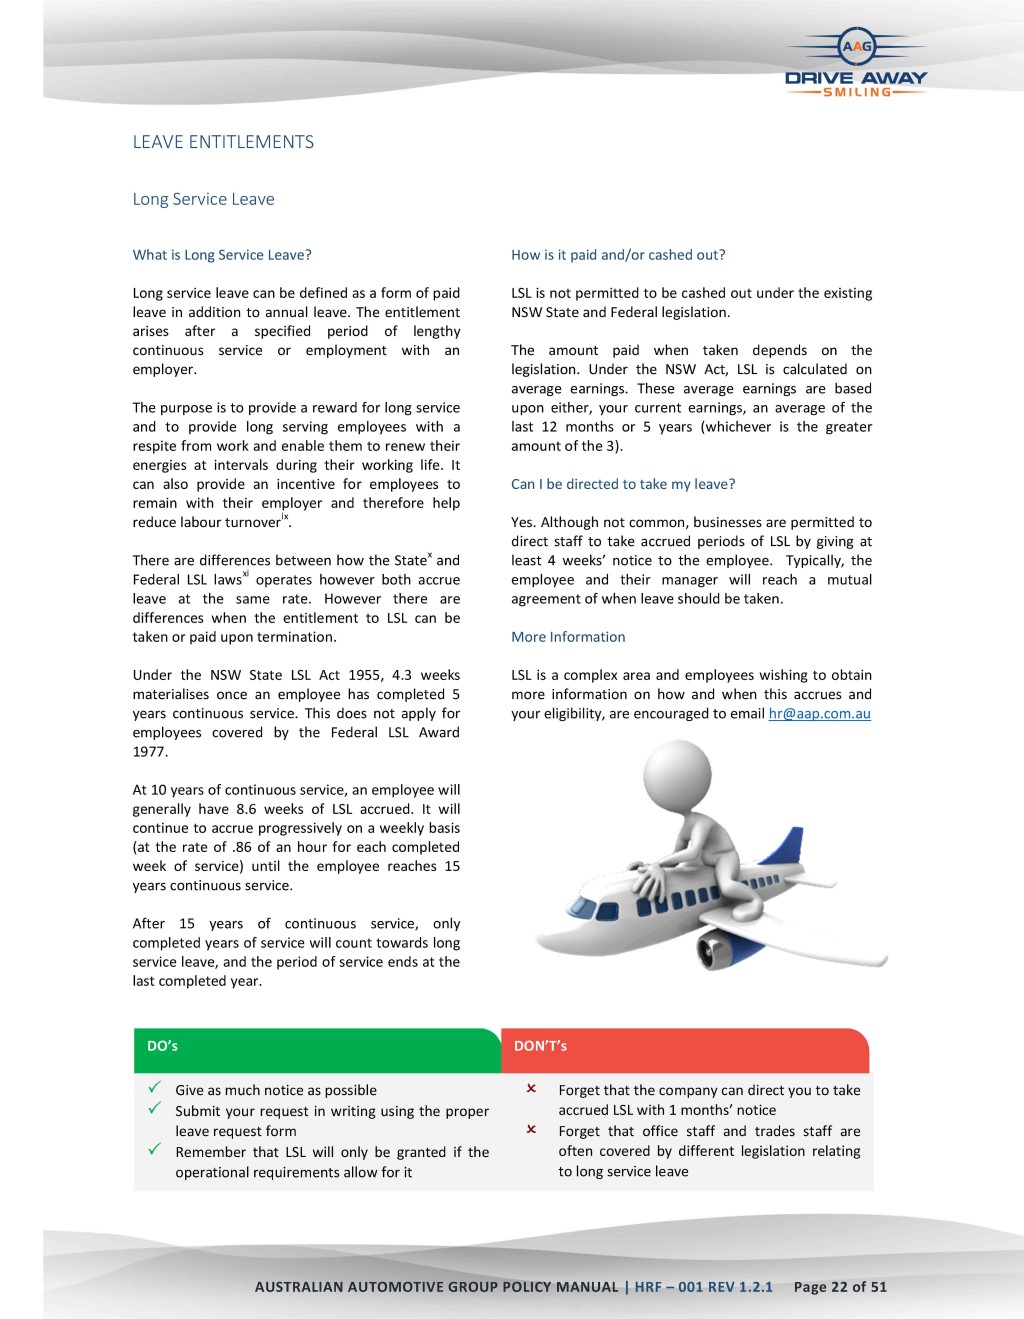 AAG
DRIVE AWAY
SMILING
LEAVE ENTITLEMENTS
Long Service Leave
What is Long Service Leave?
Long service leave can be defined as a form of paid
leave in addition to annual leave. The entitlement
arises after a specified period of lengthy
continuous service or employment with an
employer.
The purpose is to provide a reward for long service
and to provide long serving employees with a
respite from work and enable them to renew their
energies at intervals during their working life. It
can also provide an incentive for employees to
remain with their employer and therefore help
reduce labour turnoverix.
There are differences between how the Statex and
Federal LSL lawsxi operates however both accrue
leave at the same rate. However there are
differences when the entitlement to LSL can be
taken or paid upon termination.
Under the NSW State LSL Act 1955, 4.3 weeks
materialises once an employee has completed 5
years continuous service. This does not apply for
employees covered by the Federal LSL Award
1977.
At 10 years of continuous service, an employee will
generally have 8.6 weeks of LSL accrued. It will
continue to accrue progressively on a weekly basis
(at the rate of .86 of an hour for each completed
week of service) until the employee reaches 15
years continuous service.
After 15 years of continuous service, only
completed years of service will count towards long
service leave, and the period of service ends at the
last completed year.
How is it paid and/or cashed out?
LSL is not permitted to be cashed out under the existing
NSW State and Federal legislation.
The amount paid when taken depends on the
legislation. Under the NSW Act, LSL is calculated on
average earnings. These average earnings are based
upon either, your current earnings, an average of the
last 12 months or 5 years (whichever is the greater
amount of the 3).
Can I be directed to take my leave?
Yes. Although not common, businesses are permitted to
direct staff to take accrued periods of LSL by giving at
least 4 weeks' notice to the employee. Typically, the
employee and their manager will reach a mutual
agreement of when leave should be taken.
More Information
LSL is a complex area and employees wishing to obtain
more information on how and when this accrues and
your eligibility, are encouraged to email hr@aap.com.au
DO's
✓ Give as much notice as possible
✓ Submit your request in writing using the proper
leave request form
✓ Remember that LSL will only be granted if the
operational requirements allow for it
DON'T's
× Forget that the company can direct you to take
accrued LSL with 1 months' notice
× Forget that office staff and trades staff are
often covered by different legislation relating
to long service leave
AUSTRALIAN AUTOMOTIVE GROUP POLICY MANUAL | HRF – 001 REV 1.2.1 Page 22 of 51